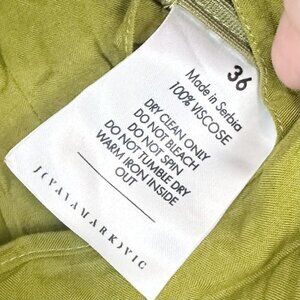 36
Made in Serbia
100% VISCOSE
DRY CLEAN ONLY
DO NOT BLEACH
DO NOT SPIN
DO NOT TUMBLE DRY
WARM IRON INSIDE
OUT
JOVANAMARKOVIC